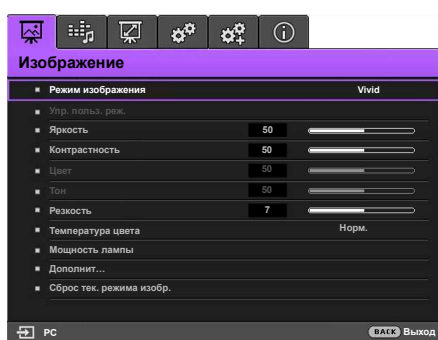 Изображение
Режим изображения Vivid
Упр. польз. реж.
Яркость 50
Контрастность 50
Цвет 50
Тон 50
Резкость 7
Температура цвета Норм.
Мощность лампы
Дополнит...
Сброс тек. режима изобр.
PC BACK Выход